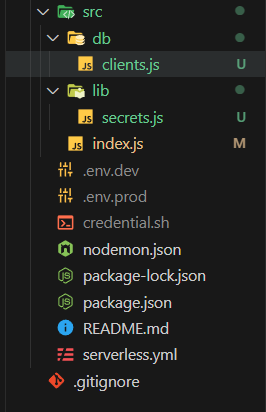 src
db
JS clients.js U
lib
JS secrets.js U
JS index.js M
.env.dev
.env.prod
credential.sh
nodemon.json
package-lock.json
package.json
README.md
serverless.yml
.gitignore